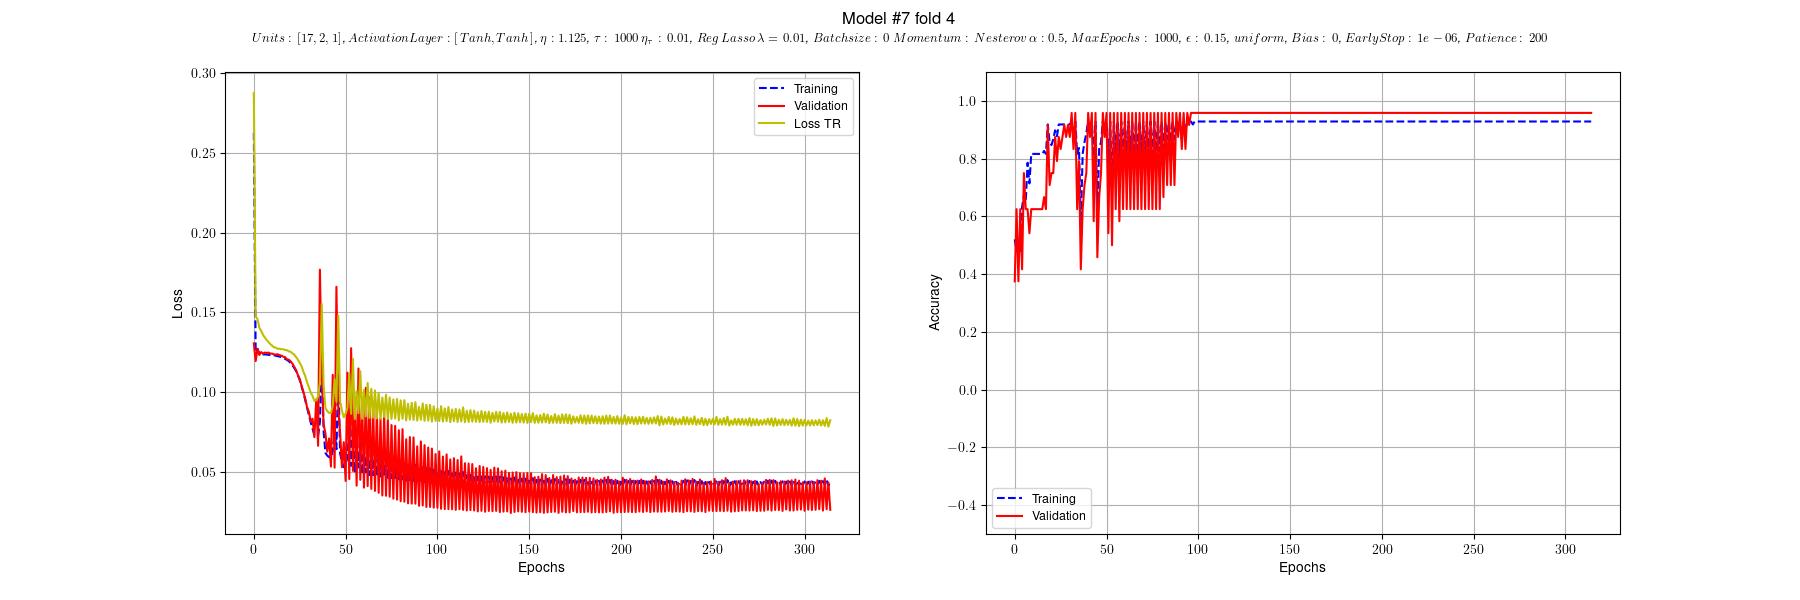 Model #7 fold 4
Units : [17, 2, 1], ActivationLayer : [Tanh, Tanh], η : 1.125, τ : 1000 ητ : 0.01, Reg Lasso λ = 0.01, Batchsize : 0 Momentum : Nesterov α : 0.5, MaxEpochs : 1000, ϵ : 0.15, uniform, Bias : 0, EarlyStop : 1e − 06, Patience : 200
0.30
0.25
0.20
0.15
0.10
0.05
Loss
0 50 100 150 200 250 300
Epochs
Training
Validation
Loss TR
1.0
0.8
0.6
0.4
0.2
0.0
−0.2
−0.4
Accuracy
0 50 100 150 200 250 300
Epochs
Training
Validation